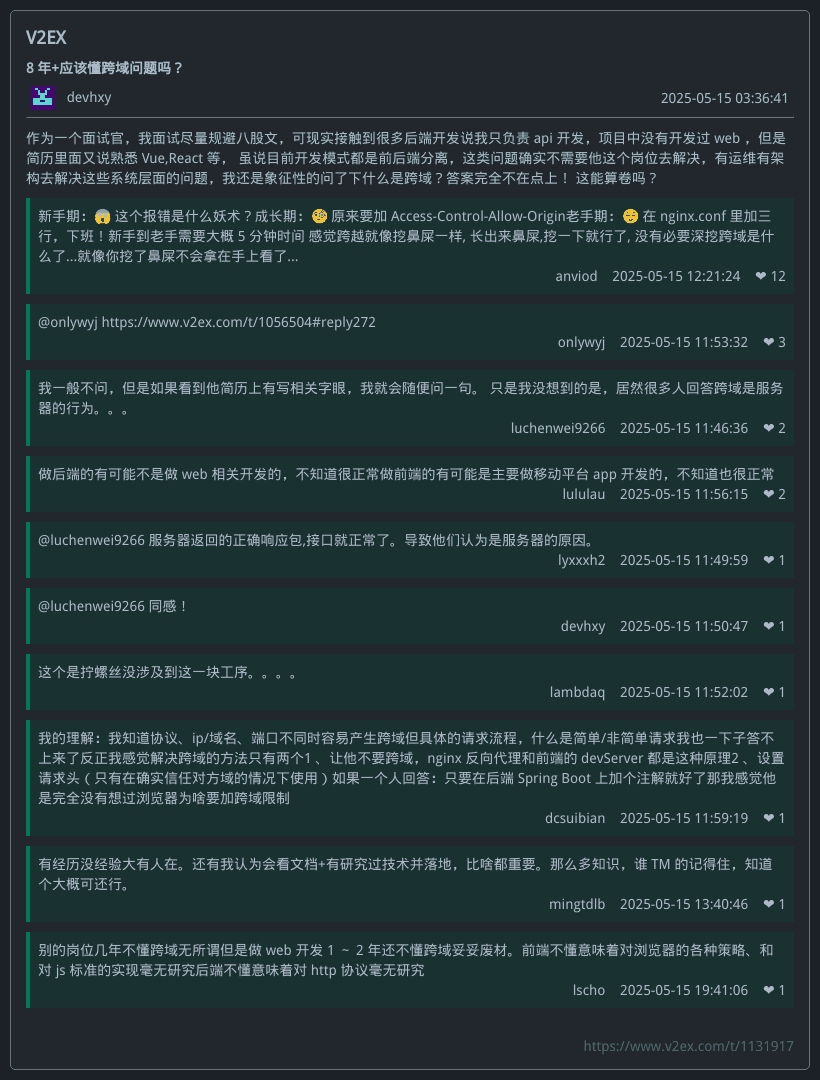 V2EX
8 年+应该懂跨域问题吗？
devhxy
2025-05-15 03:36:41
作为一个面试官，我面试尽量规避八股文，可现实接触到很多后端开发说我只负责 api 开发，项目中没有开发过 web ，但是
简历里面又说熟悉 Vue,React 等， 虽说目前开发模式都是前后端分离，这类问题确实不需要他这个岗位去解决，有运维有架
构去解决这些系统层面的问题，我还是象征性的问了下什么是跨域？答案完全不在点上！ 这能算卷吗？
新手期：😱 这个报错是什么妖术？成长期：🧐 原来要加 Access-Control-Allow-Origin老手期：😌 在 nginx.conf 里加三
行，下班！新手到老手需要大概 5 分钟时间 感觉跨越就像挖鼻屎一样, 长出来鼻屎,挖一下就行了, 没有必要深挖跨域是什
么了...就像你挖了鼻屎不会拿在手上看了...
anviod 2025-05-15 12:21:24 ❤ 12
@onlywyj https://www.v2ex.com/t/1056504#reply272
onlywyj 2025-05-15 11:53:32 ❤ 3
我一般不问，但是如果看到他简历上有写相关字眼，我就会随便问一句。 只是我没想到的是，居然很多人回答跨域是服务
器的行为。。。
luchenwei9266 2025-05-15 11:46:36 ❤ 2
做后端的有可能不是做 web 相关开发的，不知道很正常做前端的有可能是主要做移动平台 app 开发的，不知道也很正常
lululau 2025-05-15 11:56:15 ❤ 2
@luchenwei9266 服务器返回的正确响应包,接口就正常了。导致他们认为是服务器的原因。
lyxxxh2 2025-05-15 11:49:59 ❤ 1
@luchenwei9266 同感！
devhxy 2025-05-15 11:50:47 ❤ 1
这个是拧螺丝没涉及到这一块工序。。。。
lambdaq 2025-05-15 11:52:02 ❤ 1
我的理解：我知道协议、ip/域名、端口不同时容易产生跨域但具体的请求流程，什么是简单/非简单请求我也一下子答不
上来了反正我感觉解决跨域的方法只有两个1 、让他不要跨域，nginx 反向代理和前端的 devServer 都是这种原理2 、设置
请求头（只有在确实信任对方域的情况下使用）如果一个人回答：只要在后端 Spring Boot 上加个注解就好了那我感觉他
是完全没有想过浏览器为啥要加跨域限制
dcsuibian 2025-05-15 11:59:19 ❤ 1
有经历没经验大有人在。还有我认为会看文档+有研究过技术并落地，比啥都重要。那么多知识，谁 TM 的记得住，知道
个大概可还行。
mingtdlb 2025-05-15 13:40:46 ❤ 1
别的岗位几年不懂跨域无所谓但是做 web 开发 1 ～ 2 年还不懂跨域妥妥废材。前端不懂意味着对浏览器的各种策略、和
对 js 标准的实现毫无研究后端不懂意味着对 http 协议毫无研究
lscho 2025-05-15 19:41:06 ❤ 1
https://www.v2ex.com/t/1131917